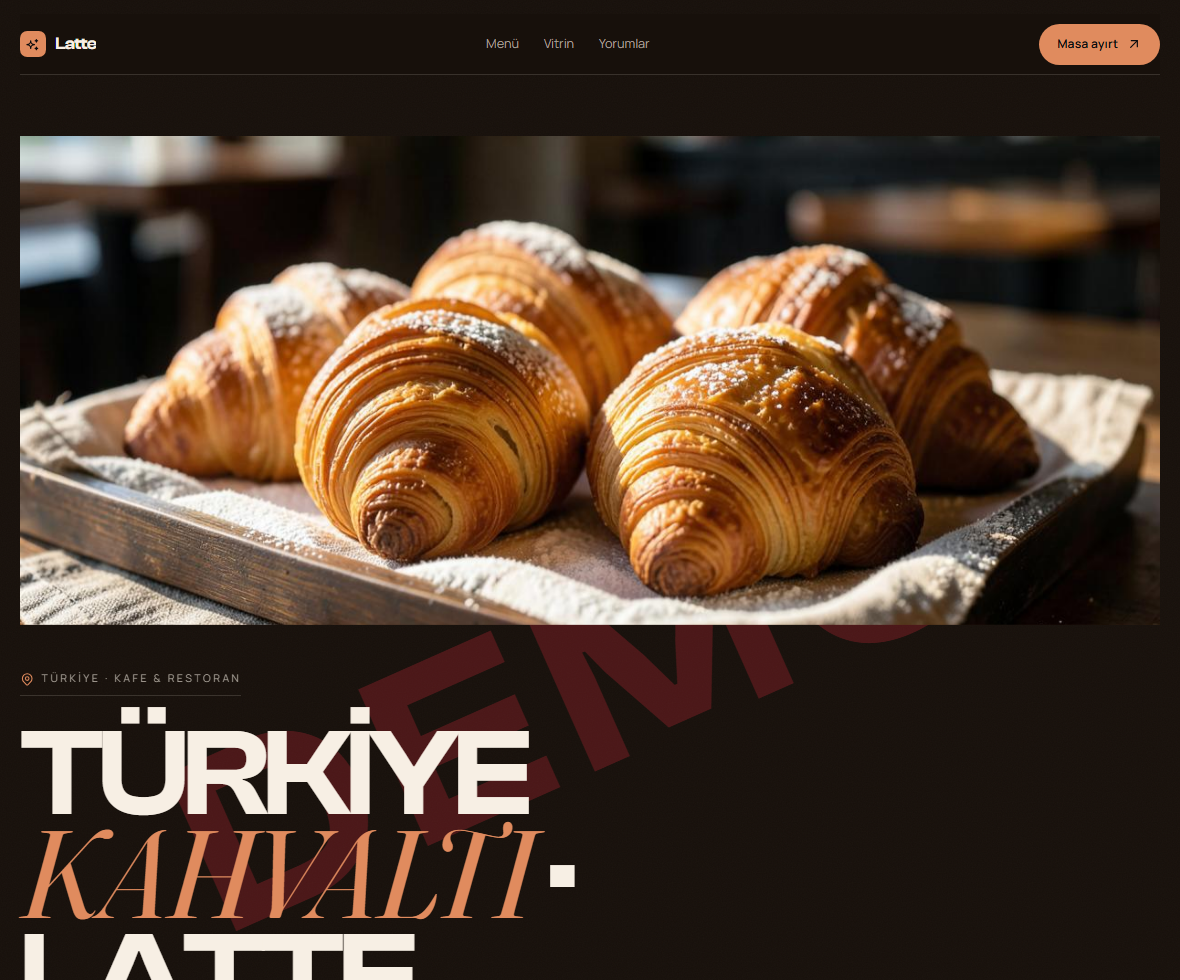 Latte
Menü
Vitrin
Yorumlar
Masa ayırt
TÜRKİYE · KAFE & RESTORAN
TÜRKİYE
KAHVALTI ·
LATTE
DEMO